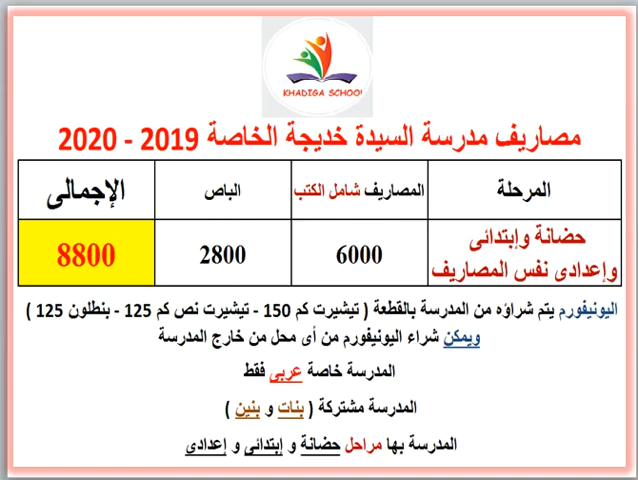 KHADIGA SCHOOL
مصاريف مدرسة السيدة خديجة الخاصة 2019 - 2020
المرحلة المصاريف شامل الكتب الباص الإجمالى
حضانة وإبتدائى
وإعدادى نفس المصاريف 6000 2800 8800
اليونيفورم يتم شراؤه من المدرسة بالقطعة ( تيشيرت كم 150 - تيشيرت نص كم 125 - بنطلون 125 )
ويمكن شراء اليونيفورم من أى محل من خارج المدرسة
المدرسة خاصة عربى فقط
المدرسة مشتركة ( بنات و بنين )
المدرسة بها مراحل حضانة و إبتدائى و إعدادى